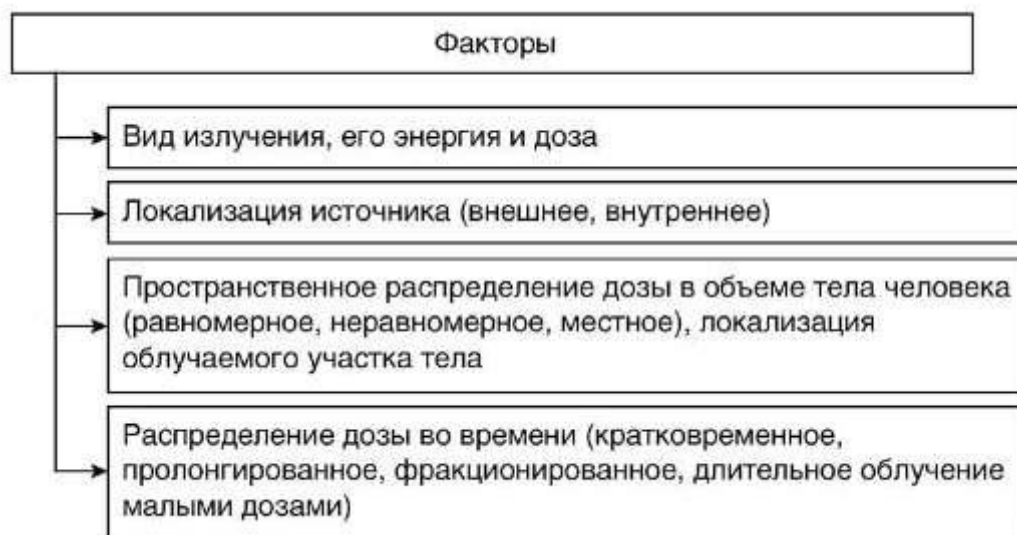 Факторы
Вид излучения, его энергия и доза
Локализация источника (внешнее, внутреннее)
Пространственное распределение дозы в объеме тела человека
(равномерное, неравномерное, местное), локализация
облучаемого участка тела
Распределение дозы во времени (кратковременное,
пролонгированное, фракционированное, длительное облучение
малыми дозами)